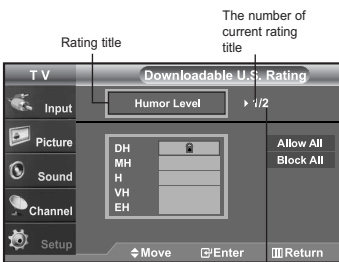 The number of
current rating
title
Rating title
T V
Downloadable U.S. Rating
Input
Humor Level
1/2
Picture
DH
Allow All
MH
Block All
Sound
H
VH
Channel
EH
Setup
Move
Enter
Return